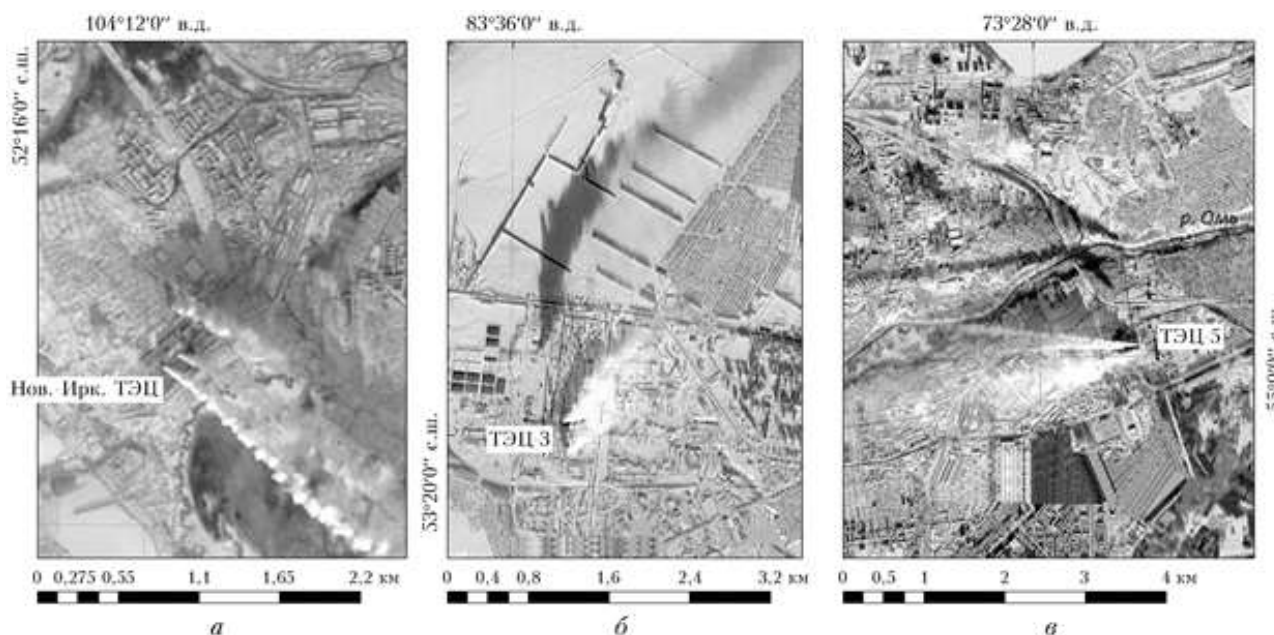 104°12'0" в.д.
83°36'0" в.д.
73°28'0" в.д.
52°16'0" с.ш.
р. Омь
Нов. Ирк. ТЭЦ
ТЭЦ 3
ТЭЦ 5
53°20'0" с.ш.
0 0,275 0,55 1,1 1,65 2,2 км
0 0,4 0,8 1,6 2,4 3,2 км
0 0,5 1 2 3 4 км
а
б
в